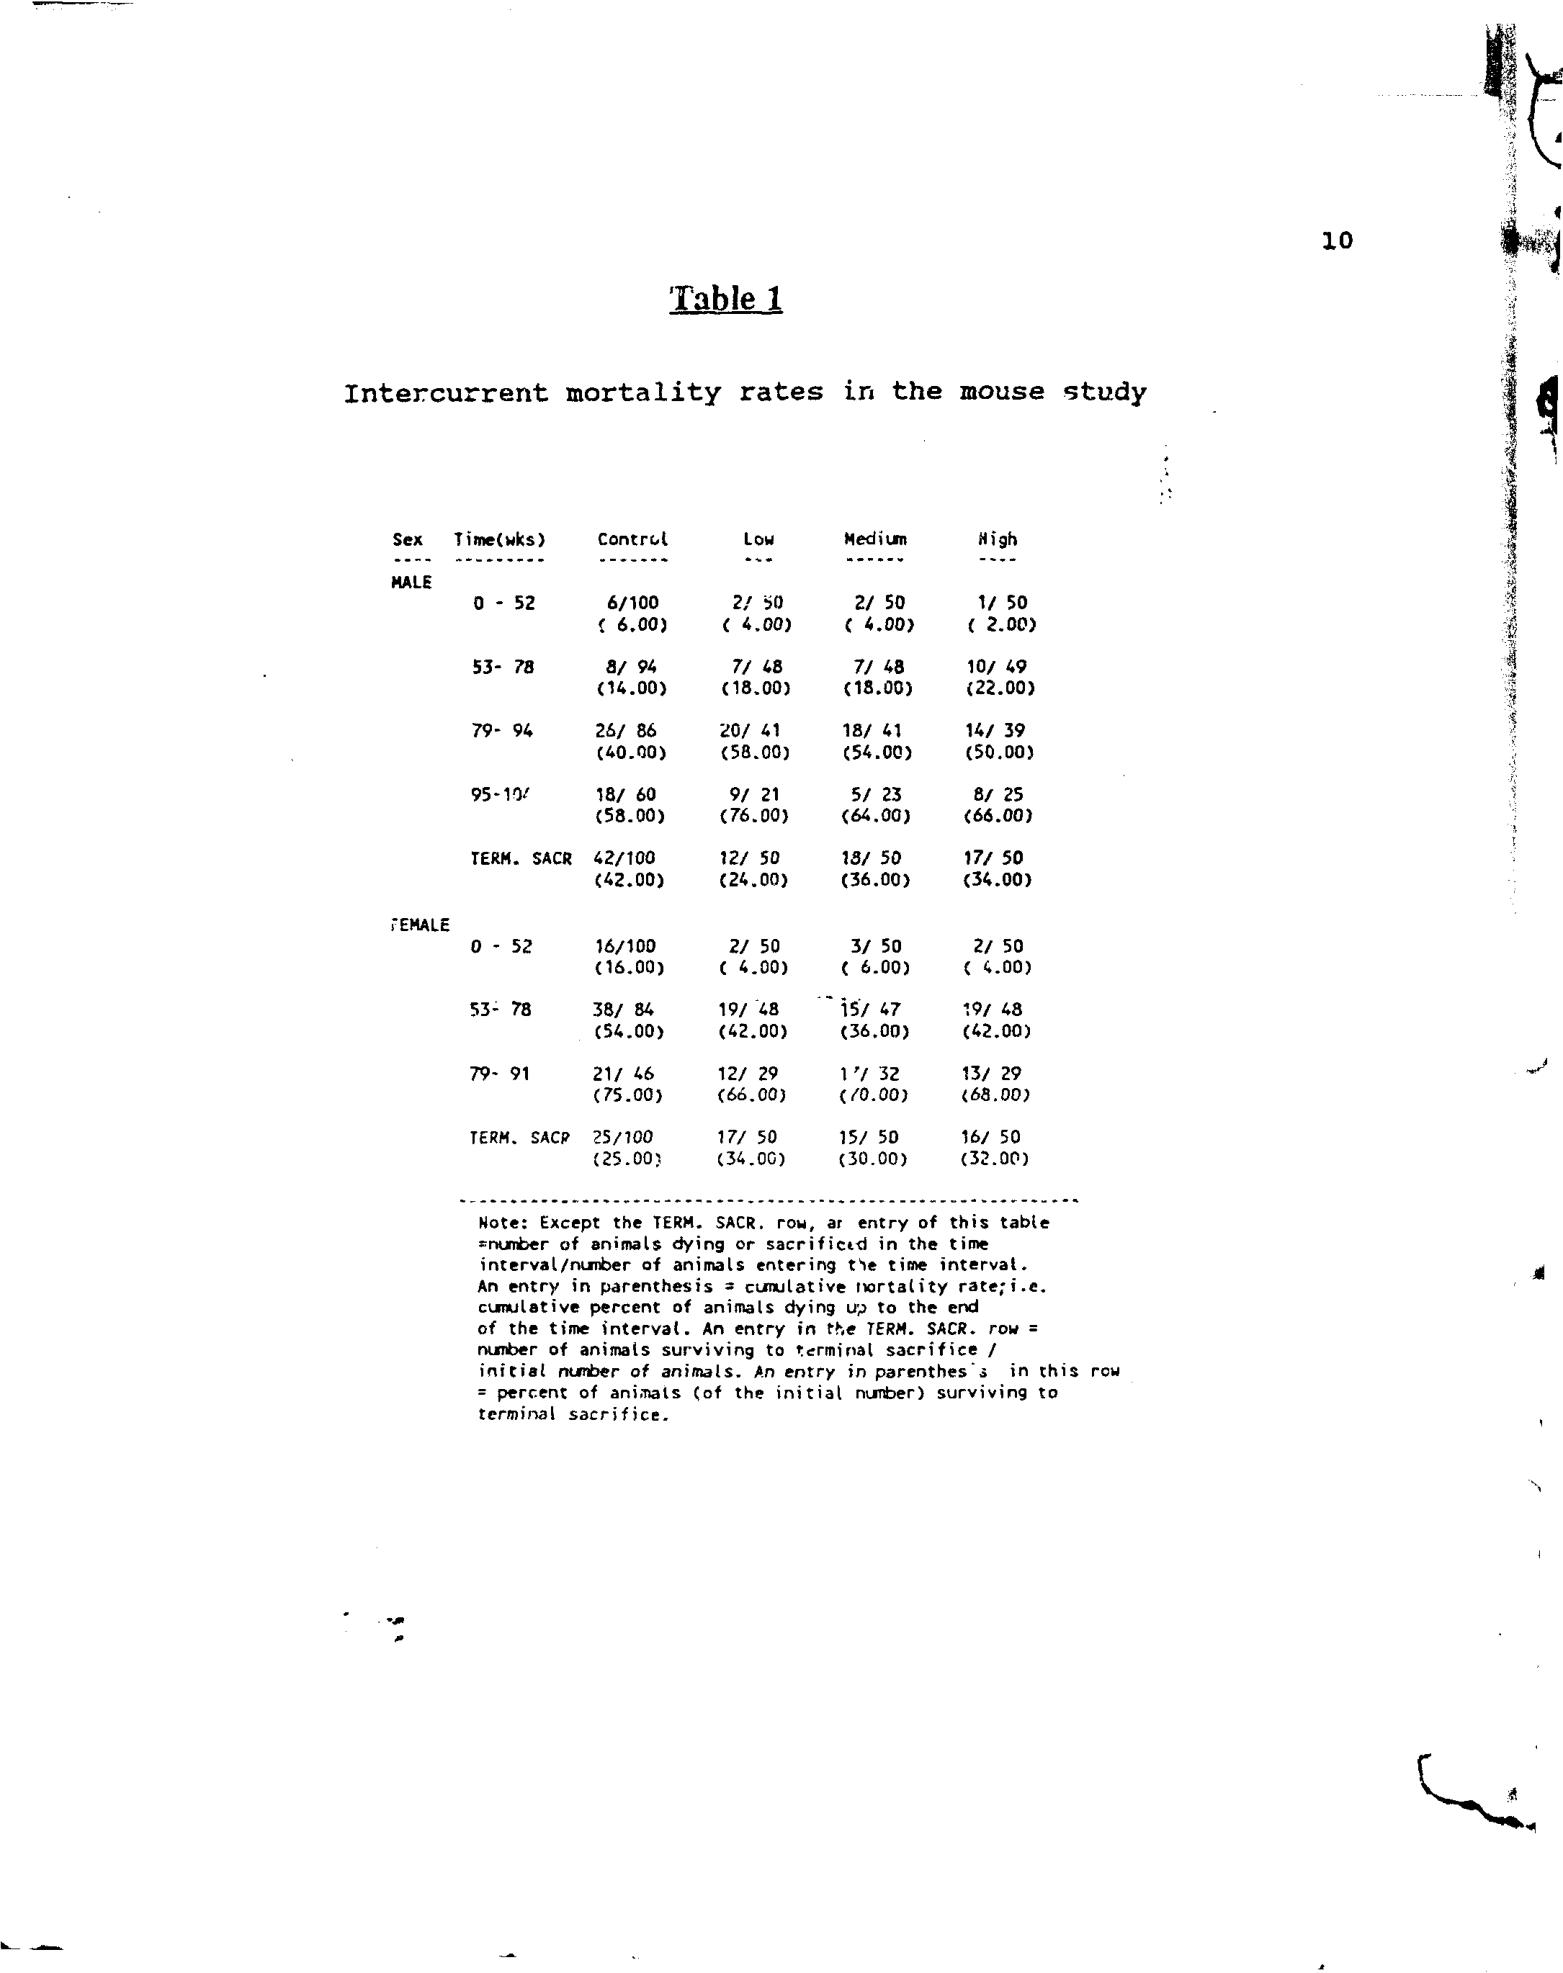 10
Table 1
Intercurrent mortality rates in the mouse study
Sex Time(wks) Control Low Medium High
---- --------- ------- --- ------ ----
MALE
0 - 52 6/100 2/ 50 2/ 50 1/ 50
( 6.00) ( 4.00) ( 4.00) ( 2.00)
53- 78 8/ 94 7/ 48 7/ 48 10/ 49
(14.00) (18.00) (18.00) (22.00)
79- 94 26/ 86 20/ 41 18/ 41 14/ 39
(40.00) (58.00) (54.00) (50.00)
18/ 60 9/ 21 5/ 23 8/ 25
(58.00) (76.00) (64.00) (66.00)
TERM. SACR 42/100 12/ 50 18/ 50 17/ 50
(42.00) (24.00) (36.00) (34.00)
FEMALE
0 - 52 16/100 2/ 50 3/ 50 2/ 50
(16.00) ( 4.00) ( 6.00) ( 4.00)
53- 78 38/ 84 19/ 48 15/ 47 19/ 48
(54.00) (42.00) (36.00) (42.00)
79- 91 21/ 46 12/ 29 32 13/ 29
(75.00) (66.00) (70.00) (68.00)
TERM. SACR 25/100 17/ 50 15/ 50 16/ 50
(25.00) (34.00) (30.00) (32.00)
Note: Except the TERM. SACR. row, an entry of this table
=number of animals dying or sacrificed in the time
interval/number of animals entering the time interval.
An entry in parenthesis = cumulative mortality rate;i.e.
cumulative percent of animals dying up to the end
of the time interval. An entry in the TERM. SACR. row =
number of animals surviving to terminal sacrifice /
initial number of animals. An entry in parenthesis in this row
= percent of animals (of the initial number) surviving to
terminal sacrifice.